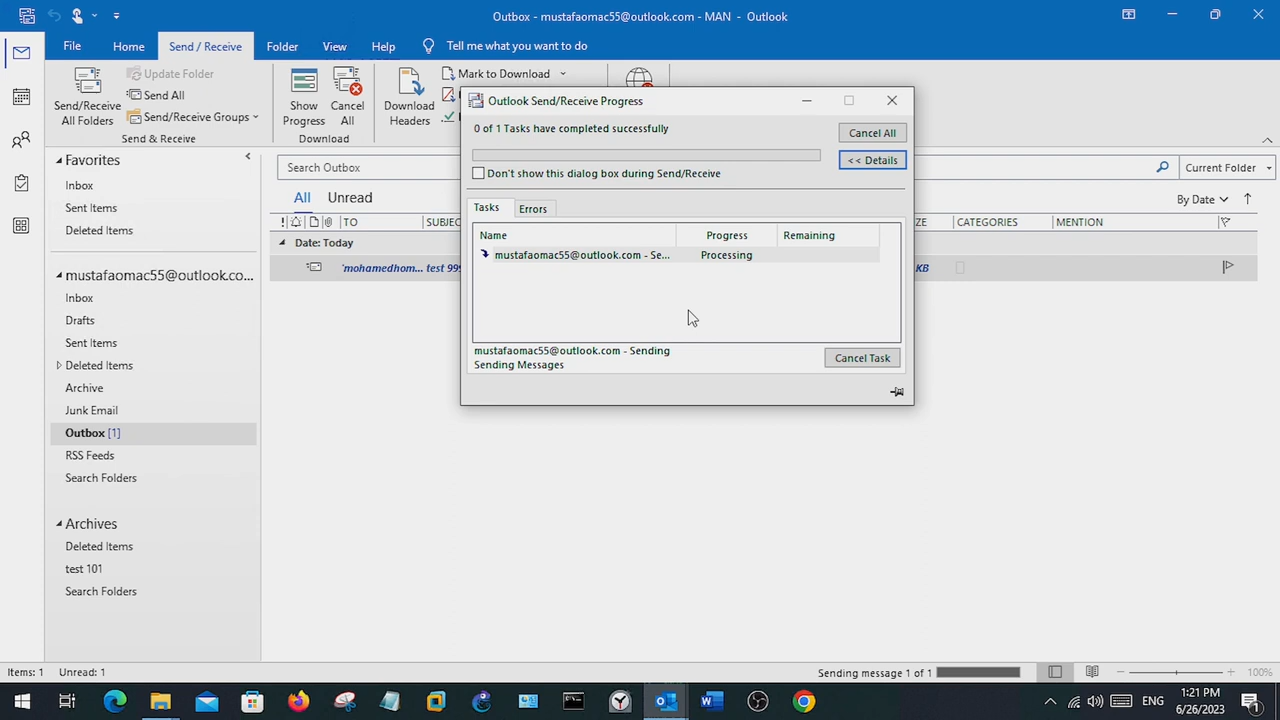 Outbox - mustafaomac55@outlook.com - MAN - Outlook
File
Home
Send / Receive
Folder
View
Help
Tell me what you want to do
Send/Receive
All Folders
Update Folder
Send All
Send/Receive Groups
Send & Receive
Show
Progress
Cancel
All
Download
Download
Headers
Mark to Download
Outlook Send/Receive Progress
0 of 1 Tasks have completed successfully
Cancel All
<< Details
Don't show this dialog box during Send/Receive
Tasks
Errors
Name
Progress
Remaining
mustafaomac55@outlook.com - Se...
Processing
mustafaomac55@outlook.com - Sending
Sending Messages
Cancel Task
Favorites
Inbox
Sent Items
Deleted Items
mustafaomac55@outlook.co...
Inbox
Drafts
Sent Items
Deleted Items
Archive
Junk Email
Outbox [1]
RSS Feeds
Search Folders
Archives
Deleted Items
test 101
Search Folders
Search Outbox
Current Folder
All
Unread
By Date
TO
CATEGORIES
MENTION
Date: Today
'mohamedhom...
KB
Items: 1
Unread: 1
Sending message 1 of 1
100%
ENG
1:21 PM
6/26/2023
1